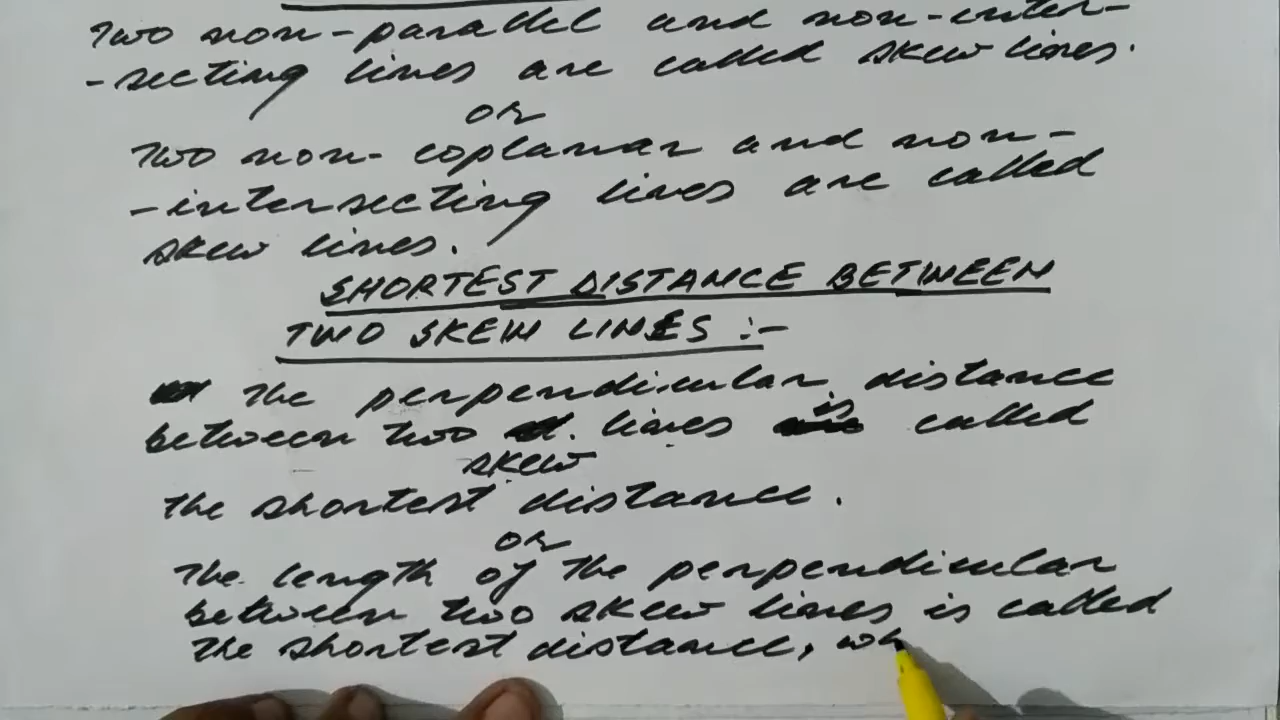 Two non-parallel and non-inter-
-secting lines are called skew lines.
or
Two non-coplanar and non-
-intersecting lines are called
skew lines.
SHORTEST DISTANCE BETWEEN
TWO SKEW LINES :-
The perpendicular distance
between two skew lines is called
the shortest distance.
or
The length of the perpendicular
between two skew lines is called
the shortest distance, wh